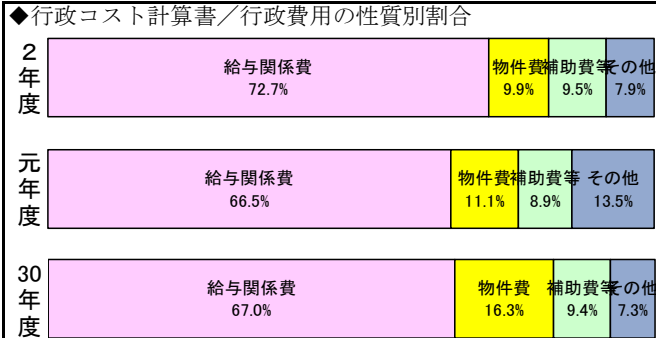 ◆行政コスト計算書／行政費用の性質別割合
2年度
給与関係費 物件費 補助費等 その他
72.7% 9.9% 9.5% 7.9%
元年度
給与関係費 物件費 補助費等 その他
66.5% 11.1% 8.9% 13.5%
30年度
給与関係費 物件費 補助費等 その他
67.0% 16.3% 9.4% 7.3%